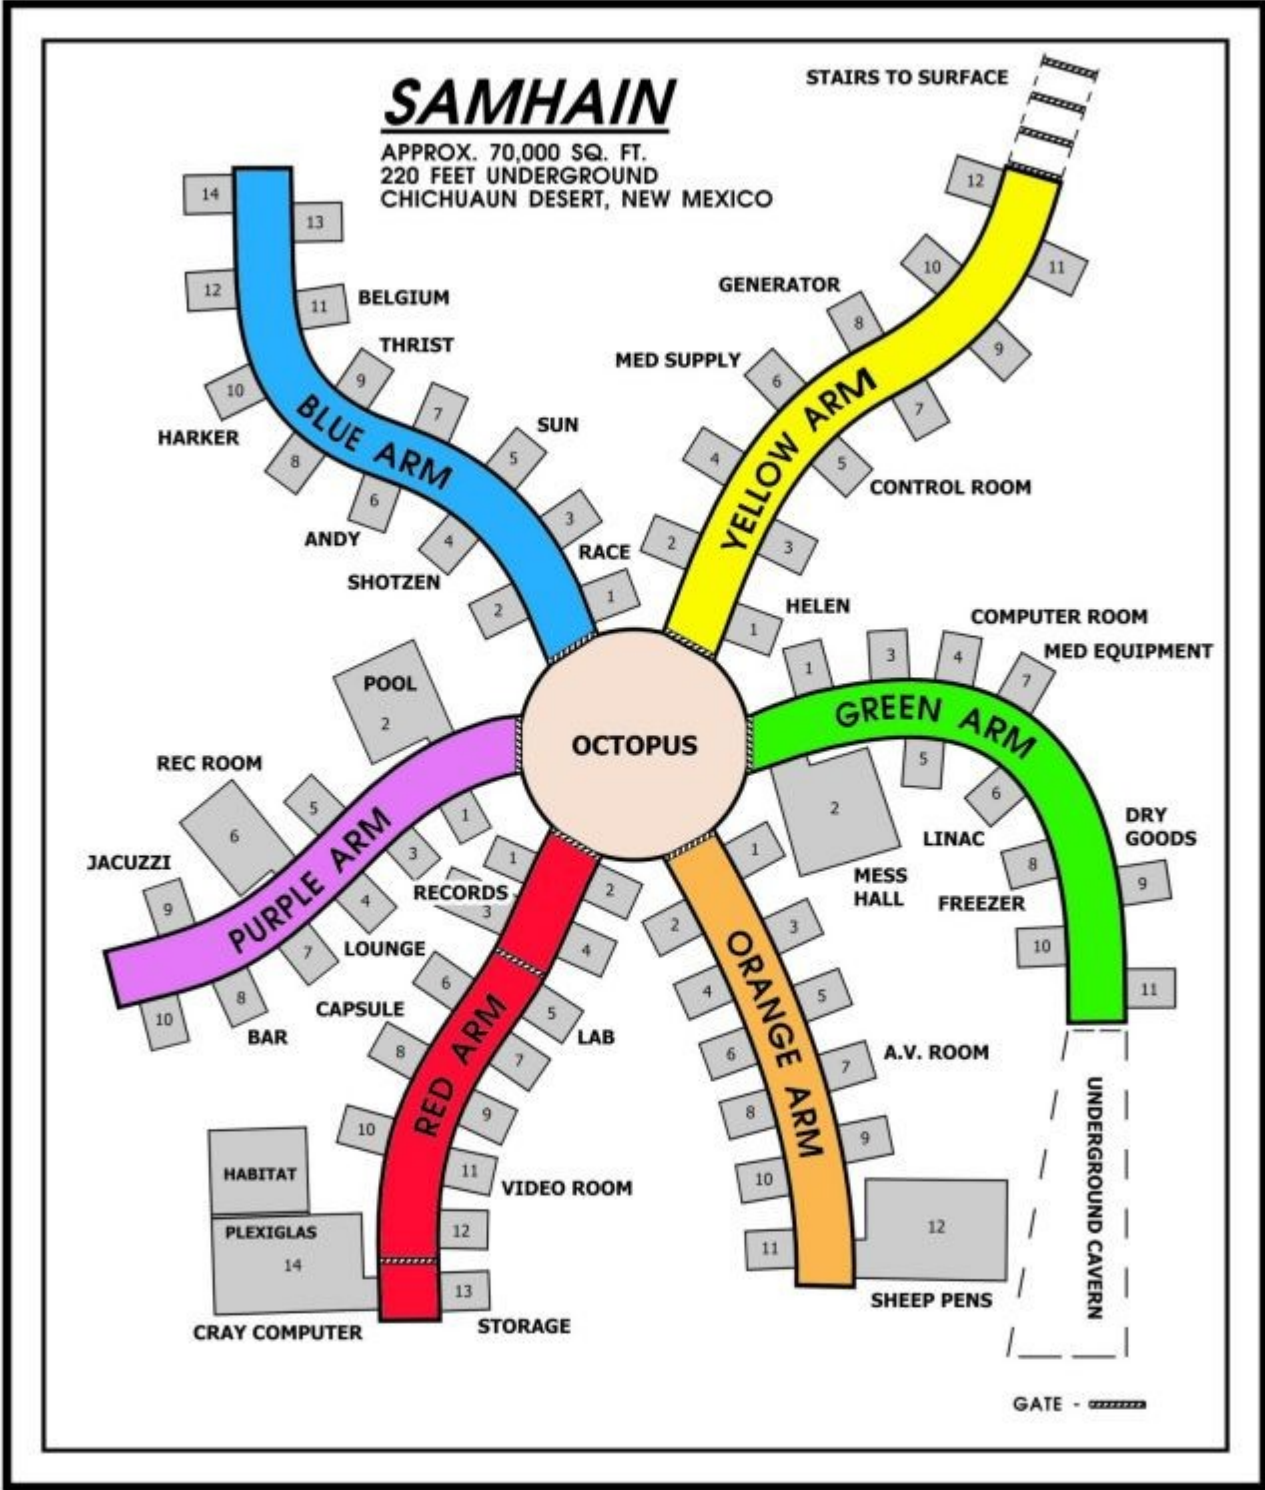 SAMHAIN
APPROX. 70,000 SQ. FT.
220 FEET UNDERGROUND
CHICHUAUN DESERT, NEW MEXICO
STAIRS TO SURFACE
14
13
12
11
BELGIUM
THRIST
10
9
HARKER
8
7
6
ANDY
SUN
5
4
SHOTZEN
3
RACE
2
1
BLUE ARM
12
11
10
9
GENERATOR
8
7
MED SUPPLY
6
5
CONTROL ROOM
4
3
2
1
HELEN
YELLOW ARM
OCTOPUS
COMPUTER ROOM
MED EQUIPMENT
1
3
4
7
GREEN ARM
2
MESS
HALL
5
6
LINAC
8
FREEZER
DRY
GOODS
9
10
11
UNDERGROUND CAVERN
POOL
2
1
REC ROOM
6
5
3
4
LOUNGE
7
JACUZZI
9
8
BAR
10
PURPLE ARM
1
RECORDS
3
2
4
6
CAPSULE
5
LAB
8
7
9
10
11
VIDEO ROOM
12
HABITAT
PLEXIGLAS
14
CRAY COMPUTER
13
STORAGE
RED ARM
1
2
3
4
5
6
7
A.V. ROOM
8
9
10
11
12
SHEEP PENS
ORANGE ARM
GATE -